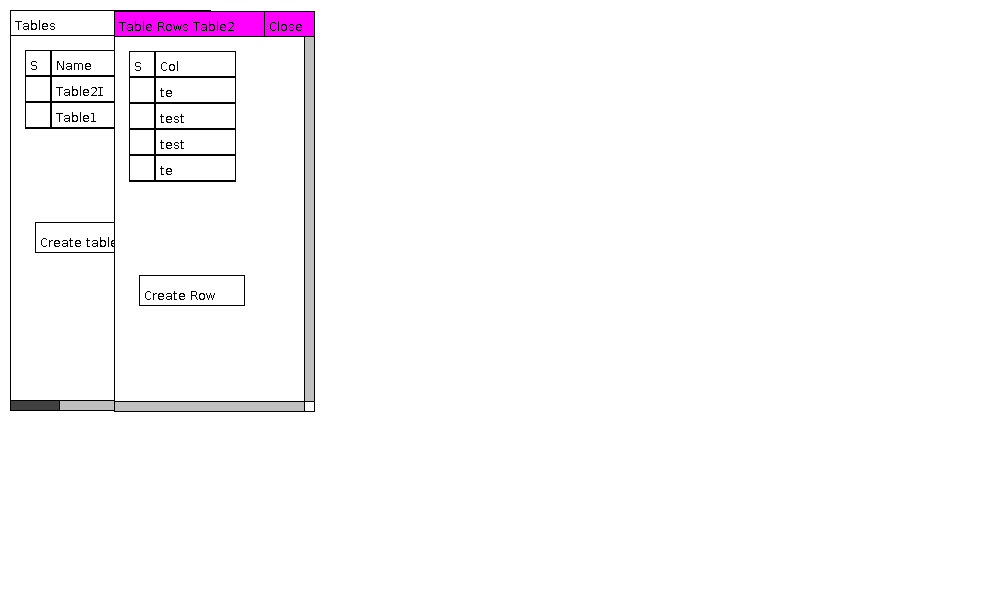 Tables
S Name
Table2I
Table1
Create table
Table Rows Table2 Close
S Col
te
test
test
te
Create Row